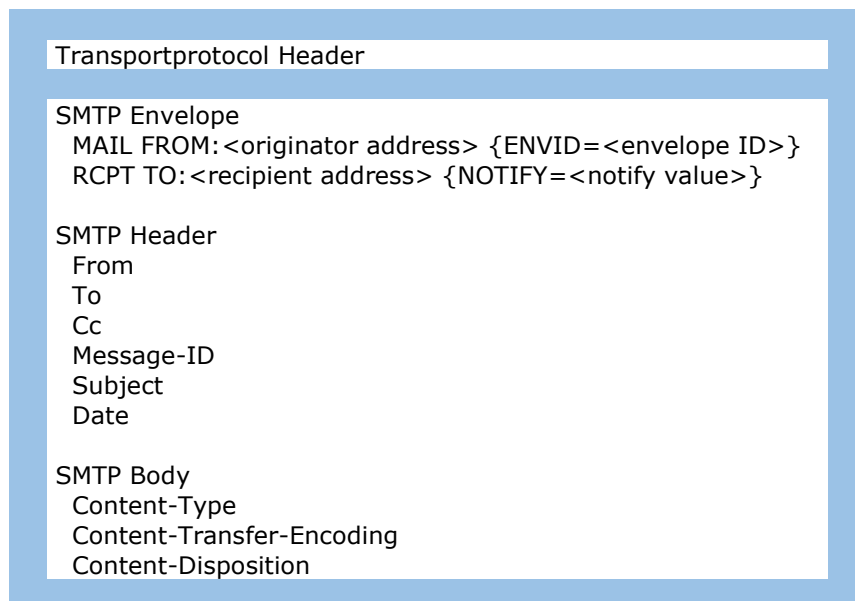 Transportprotocol Header
SMTP Envelope
MAIL FROM:<originator address> {ENVID=<envelope ID>}
RCPT TO:<recipient address> {NOTIFY=<notify value>}
SMTP Header
From
To
Cc
Message-ID
Subject
Date
SMTP Body
Content-Type
Content-Transfer-Encoding
Content-Disposition